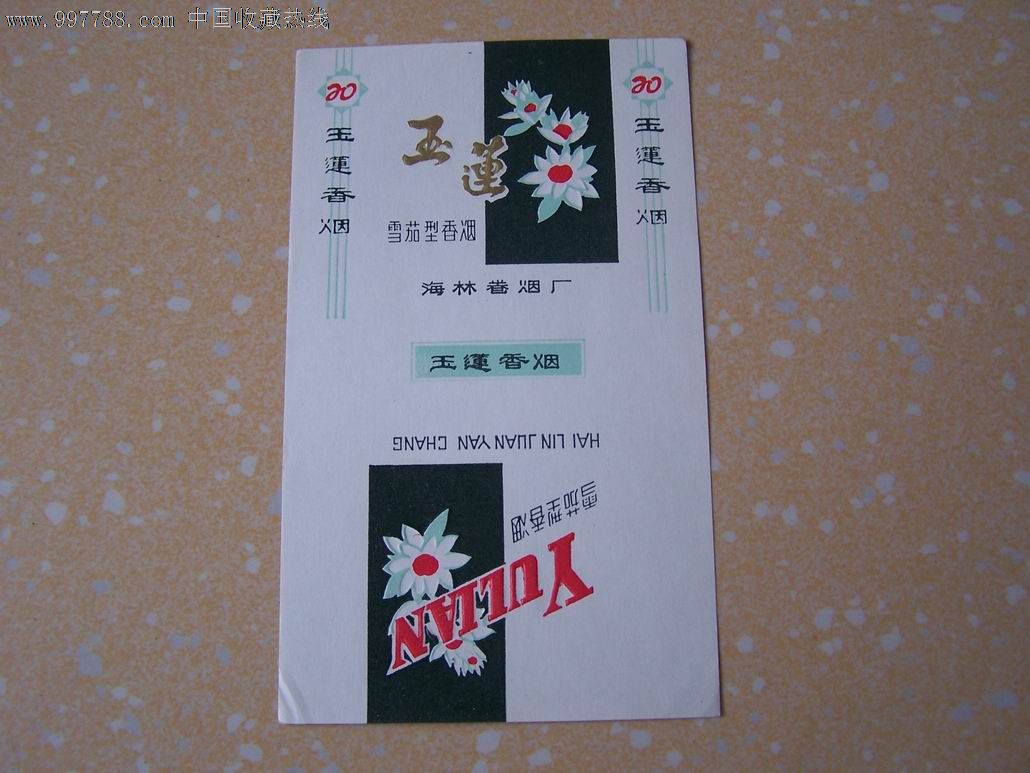 www.997788.com 中国收藏热线
20
玉蓮香烟
玉蓮
雪茄型香烟
20
玉蓮香烟
海林卷烟厂
玉蓮香烟
HAI LIN JUAN YAN CHANG
雪茄型香烟
YULIAN